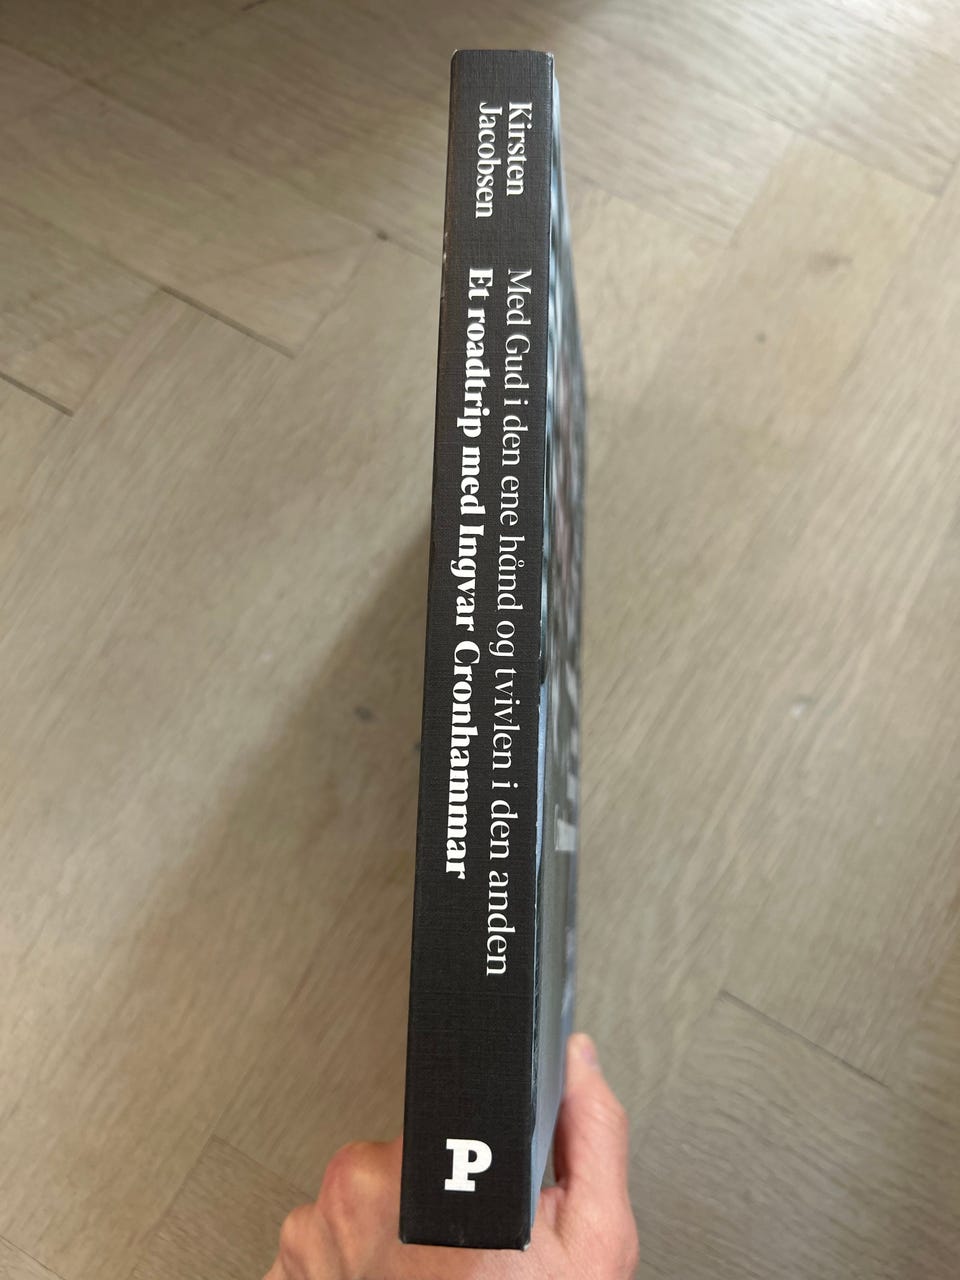 Kirsten
Jacobsen
Med Gud i den ene hånd og tvivlen i den anden
Et roadtrip med Ingvar Cronhammar
P